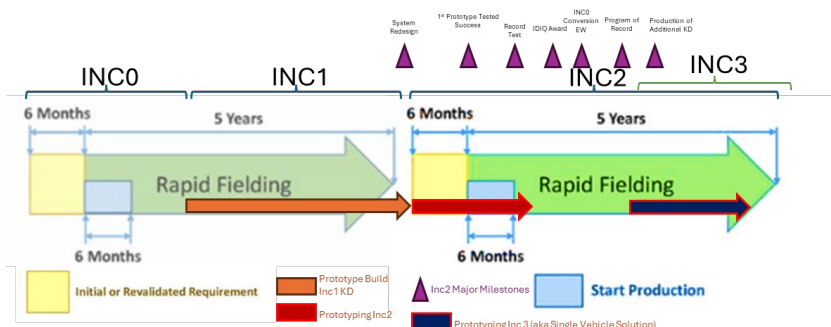 System
Redesign
1st Prototype Tested
Success
Record
Test
IDIQ Award
INC0
Conversion
EW
Program of
Record
Production of
Additional KD
INC0
INC1
INC2
INC3
6 Months
5 Years
6 Months
5 Years
Rapid Fielding
Rapid Fielding
6 Months
6 Months
Initial or Revalidated Requirement
Prototype Build
Inc1 KD
Prototyping Inc2
Inc2 Major Milestones
Start Production
Prototyping Inc 3 (aka Single Vehicle Solution)